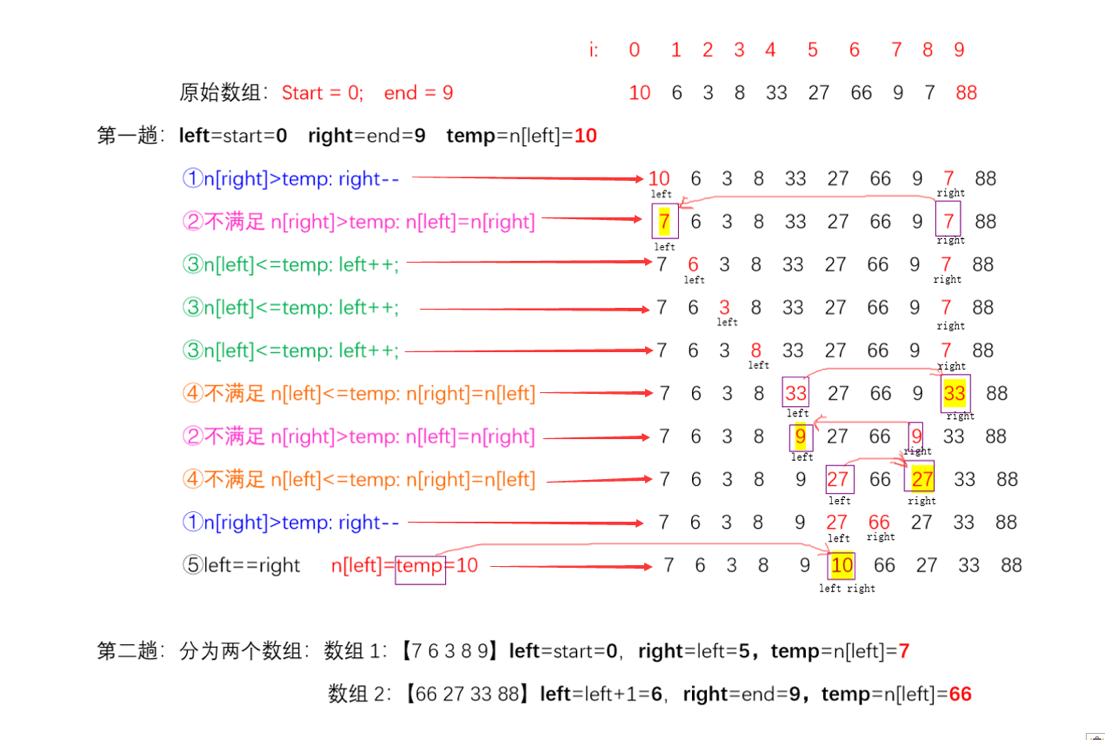 i: 0 1 2 3 4 5 6 7 8 9
原始数组：Start = 0; end = 9 10 6 3 8 33 27 66 9 7 88
第一趟：left=start=0 right=end=9 temp=n[left]=10
①n[right]>temp: right-- 10 6 3 8 33 27 66 9 7 88
left right
②不满足 n[right]>temp: n[left]=n[right] 7 6 3 8 33 27 66 9 7 88
left right
③n[left]<=temp: left++; 7 6 3 8 33 27 66 9 7 88
left right
③n[left]<=temp: left++; 7 6 3 8 33 27 66 9 7 88
left right
③n[left]<=temp: left++; 7 6 3 8 33 27 66 9 7 88
left right
④不满足 n[left]<=temp: n[right]=n[left] 7 6 3 8 33 27 66 9 33 88
left right
②不满足 n[right]>temp: n[left]=n[right] 7 6 3 8 9 27 66 9 33 88
left right
④不满足 n[left]<=temp: n[right]=n[left] 7 6 3 8 9 27 66 27 33 88
left right
①n[right]>temp: right-- 7 6 3 8 9 27 66 27 33 88
left right
⑤left==right n[left]=temp=10 7 6 3 8 9 10 66 27 33 88
left right
第二趟：分为两个数组：数组 1：【7 6 3 8 9】left=start=0，right=left=5，temp=n[left]=7
数组 2：【66 27 33 88】left=left+1=6，right=end=9，temp=n[left]=66